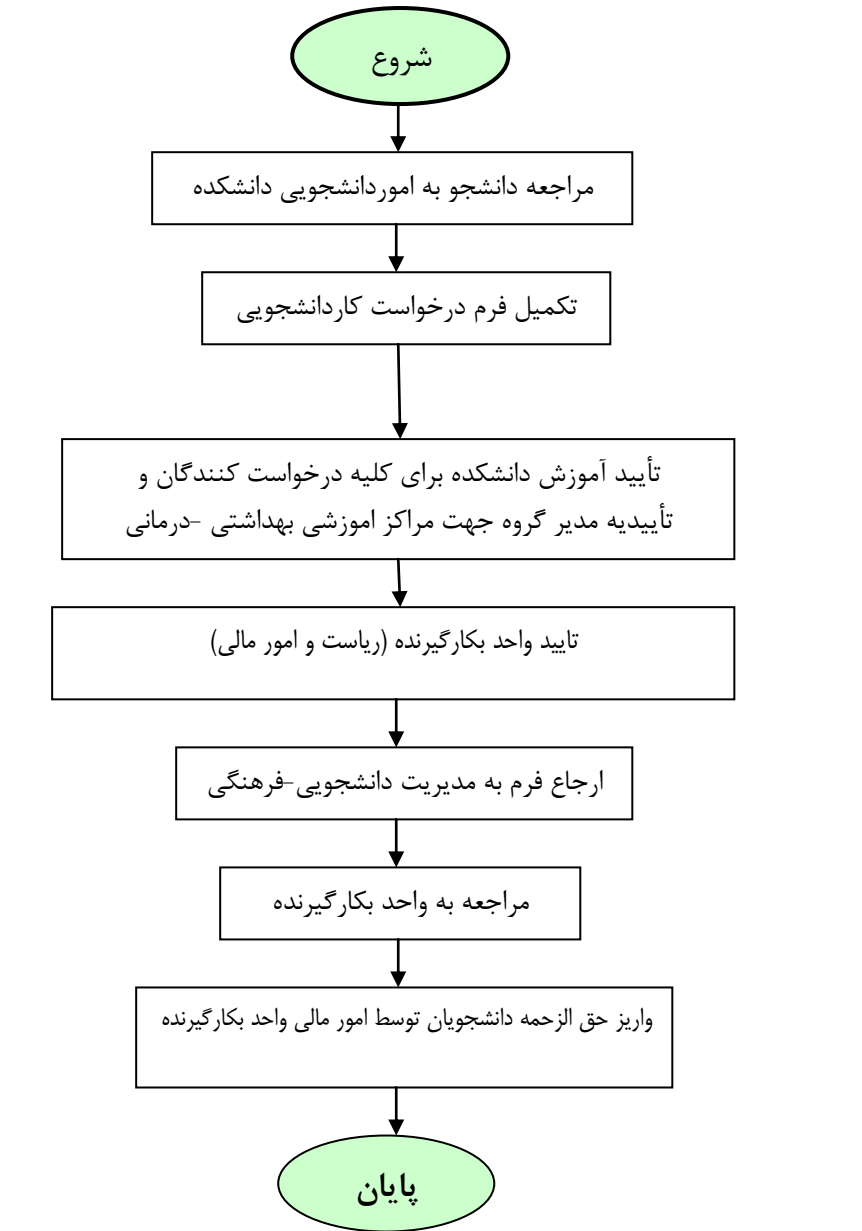 شروع
مراجعه دانشجو به اموردانشجویی دانشکده
تکمیل فرم درخواست کاردانشجویی
تأیید آموزش دانشکده برای کلیه درخواست کنندگان و
تأییدیه مدیر گروه جهت مراکز اموزشی بهداشتی -درمانی
تایید واحد بکارگیرنده (ریاست و امور مالی)
ارجاع فرم به مدیریت دانشجویی-فرهنگی
مراجعه به واحد بکارگیرنده
واریز حق الزحمه دانشجویان توسط امور مالی واحد بکارگیرنده
پایان